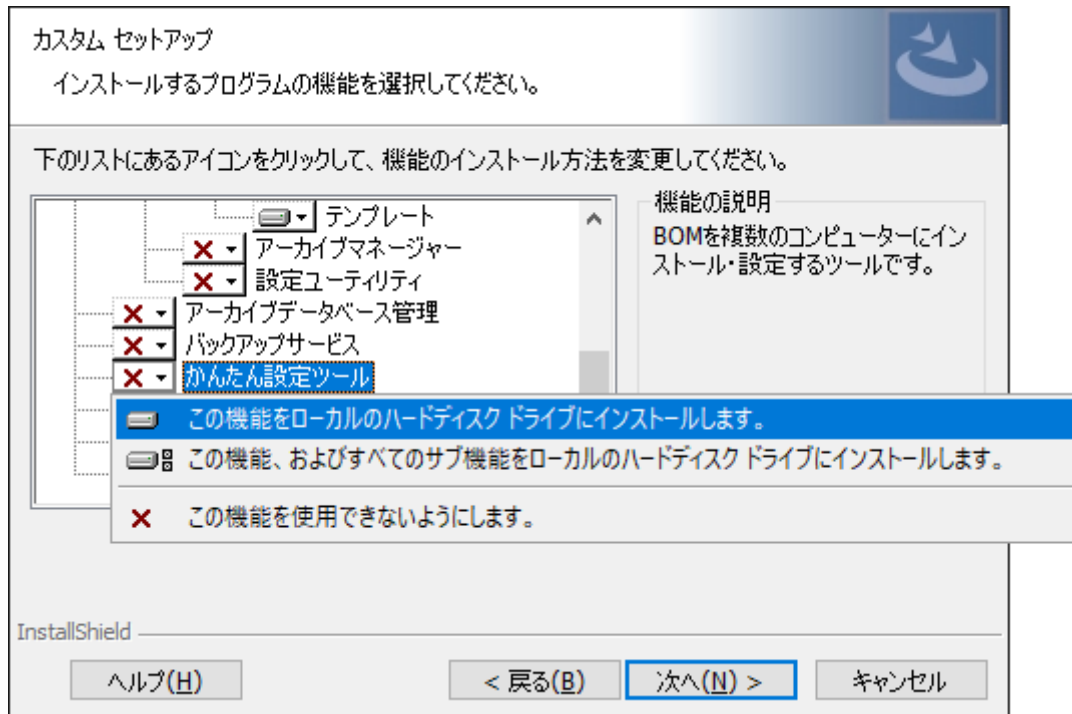 カスタム セットアップ
インストールするプログラムの機能を選択してください。
下のリストにあるアイコンをクリックして、機能のインストール方法を変更してください。
テンプレート
アーカイブマネージャー
設定ユーティリティ
アーカイブデータベース管理
バックアップサービス
かんたん設定ツール
機能の説明
BOMを複数のコンピューターにイン
ストール・設定するツールです。
この機能をローカルのハードディスク ドライブにインストールします。
この機能、およびすべてのサブ機能をローカルのハードディスク ドライブにインストールします。
この機能を使用できないようにします。
InstallShield
ヘルプ(H)
< 戻る(B)
次へ(N) >
キャンセル